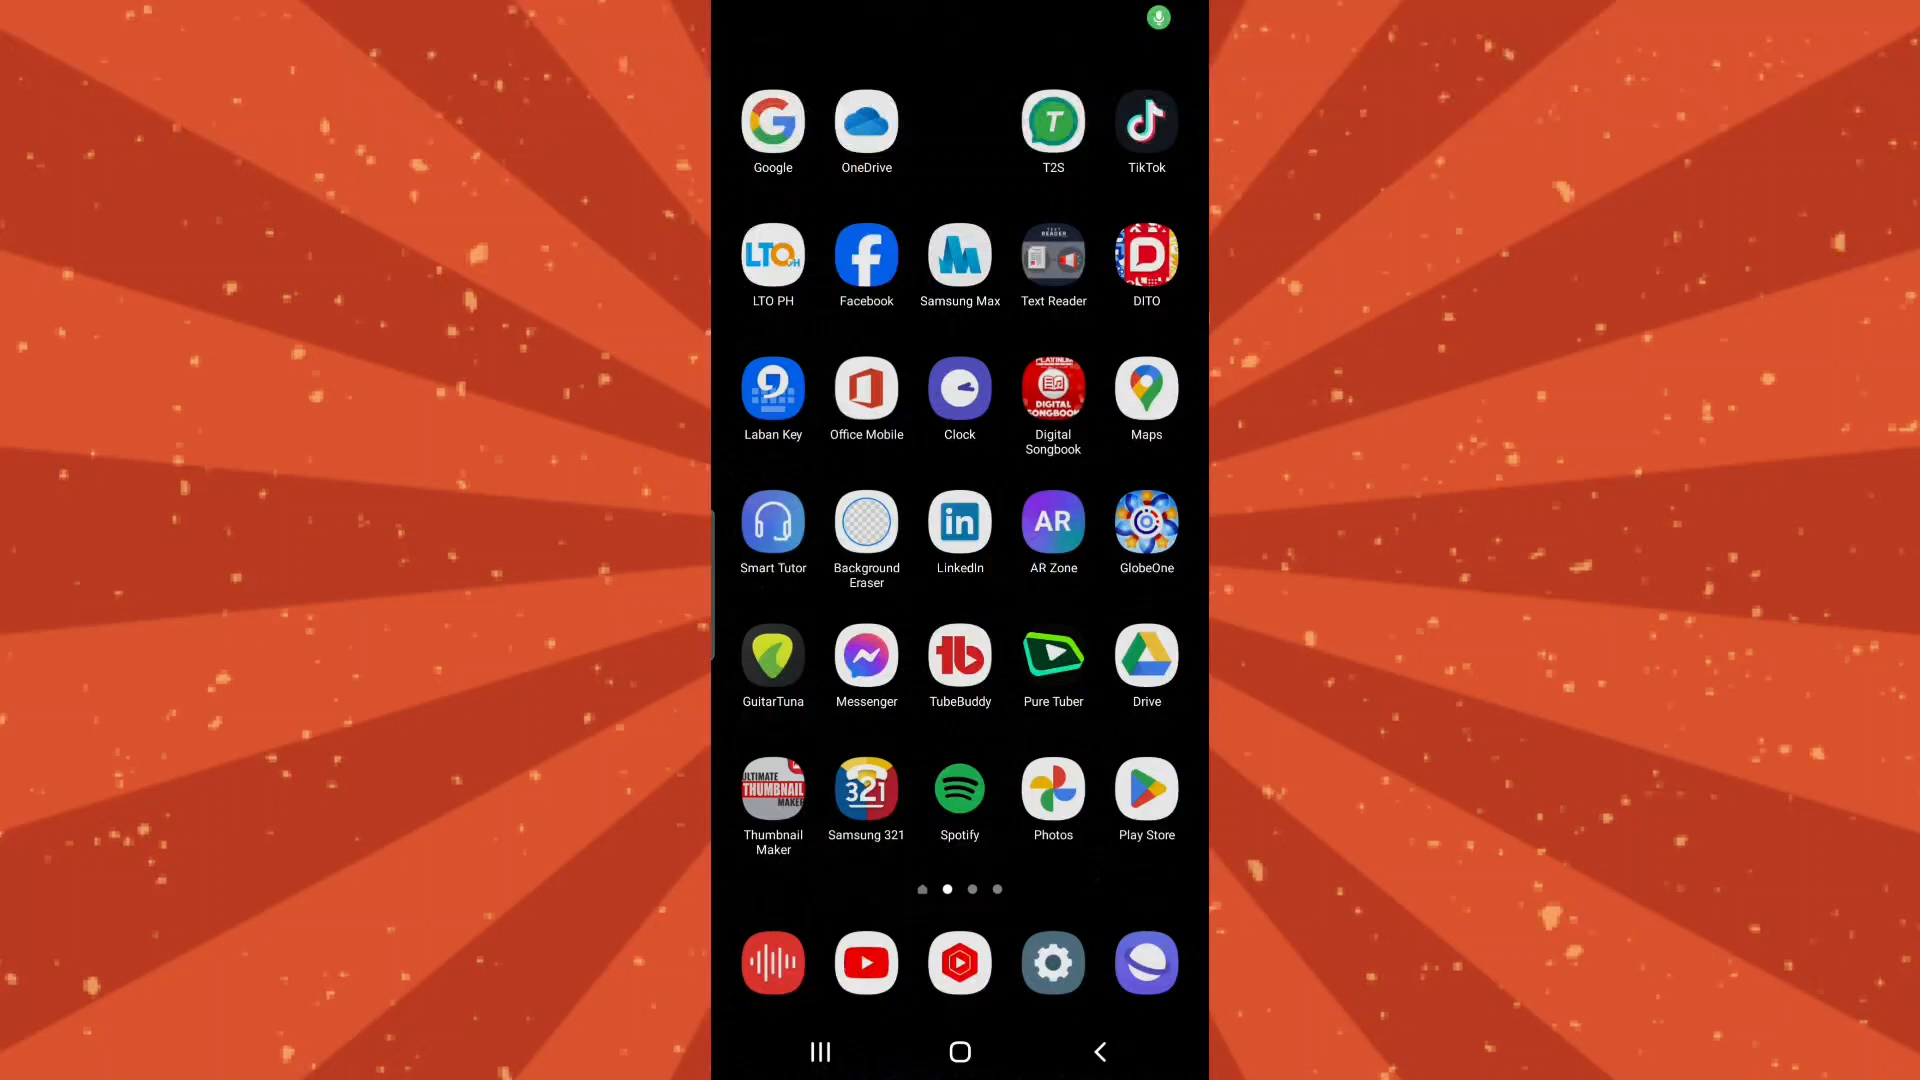 Google OneDrive T2S TikTok
LTO PH Facebook Samsung Max Text Reader DITO
Laban Key Office Mobile Clock Digital Songbook Maps
Smart Tutor Background Eraser LinkedIn AR Zone GlobeOne
GuitarTuna Messenger TubeBuddy Pure Tuber Drive
Thumbnail Maker Samsung 321 Spotify Photos Play Store